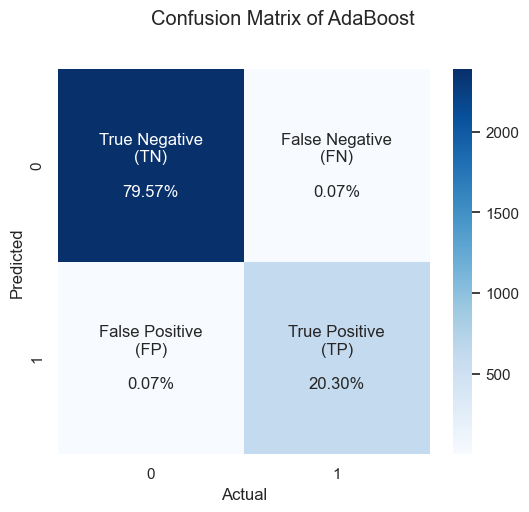 Confusion Matrix of AdaBoost
True Negative
(TN)
79.57%
False Negative
(FN)
0.07%
False Positive
(FP)
0.07%
True Positive
(TP)
20.30%
0
1
Predicted
0
1
Actual
2000
1500
1000
500